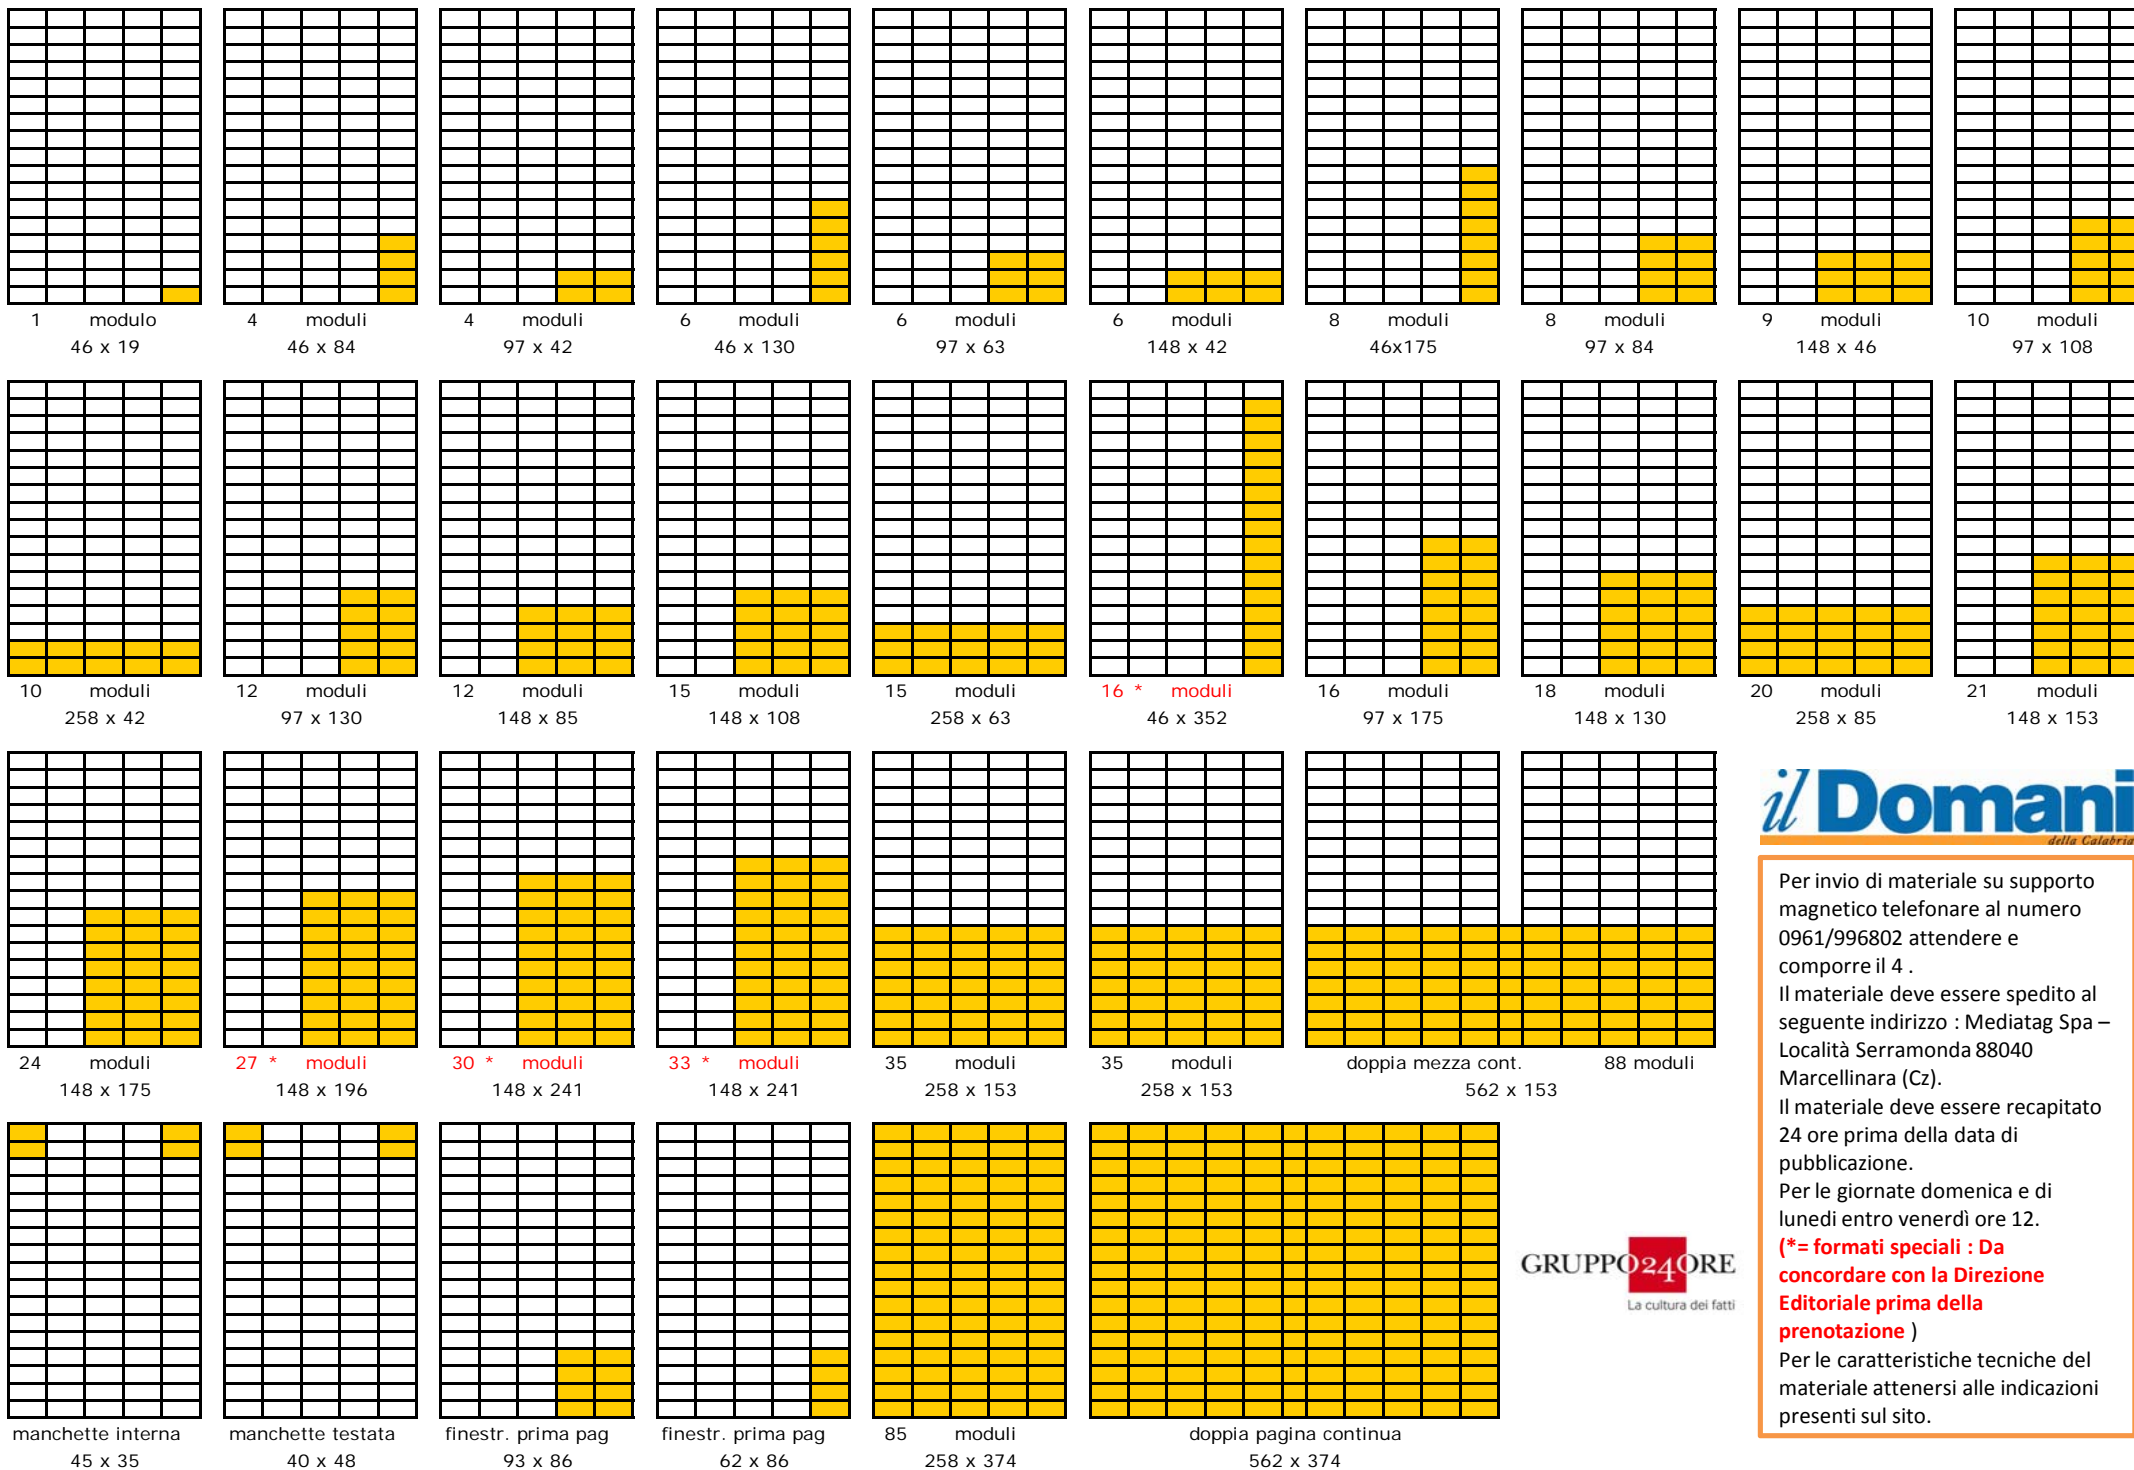 1 modulo 4 moduli 4 moduli 6 moduli 6 moduli 6 moduli 8 moduli 8 moduli 9 moduli 10 moduli
46 x 19 46 x 84 97 x 42 46 x 130 97 x 63 148 x 42 46x175 97 x 84 148 x 46 97 x 108
10 moduli 12 moduli 12 moduli 15 moduli 15 moduli 16 * moduli 16 moduli 18 moduli 20 moduli 21 moduli
258 x 42 97 x 130 148 x 85 148 x 108 258 x 63 46 x 352 97 x 175 148 x 130 258 x 85 148 x 153
24 moduli 27 * moduli 30 * moduli 33 * moduli 35 moduli 35 moduli doppia mezza cont. 88 moduli
148 x 175 148 x 196 148 x 241 148 x 241 258 x 153 258 x 153 562 x 153
manchette interna manchette testata finestr. prima pag finestr. prima pag 85 moduli doppia pagina continua
45 x 35 40 x 48 93 x 86 62 x 86 258 x 374 562 x 374
GRUPPO24ORE
La cultura dei fatti
il Domani
della Calabria
Per invio di materiale su supporto
magnetico telefonare al numero
0961/996802 attendere e
comporre il 4 .
Il materiale deve essere spedito al
seguente indirizzo : Mediatag Spa –
Località Serramonda 88040
Marcellinara (Cz).
Il materiale deve essere recapitato
24 ore prima della data di
pubblicazione.
Per le giornate domenica e di
lunedi entro venerdì ore 12.
(*= formati speciali : Da
concordare con la Direzione
Editoriale prima della
prenotazione )
Per le caratteristiche tecniche del
materiale attenersi alle indicazioni
presenti sul sito.